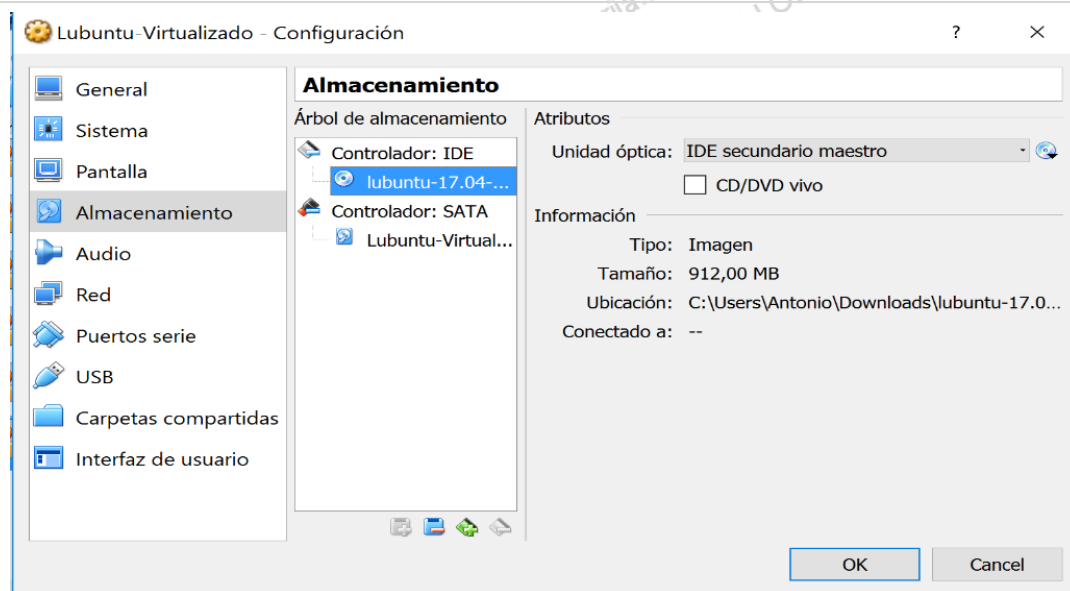 Lubuntu-Virtualizado - Configuración
?
General
Sistema
Pantalla
Almacenamiento
Audio
Red
Puertos serie
USB
Carpetas compartidas
Interfaz de usuario
Almacenamiento
Árbol de almacenamiento
Controlador: IDE
lubuntu-17.04-...
Controlador: SATA
Lubuntu-Virtual...
Atributos
Unidad óptica: IDE secundario maestro
CD/DVD vivo
Información
Tipo: Imagen
Tamaño: 912,00 MB
Ubicación: C:\Users\Antonio\Downloads\lubuntu-17.0...
Conectado a: --
OK
Cancel